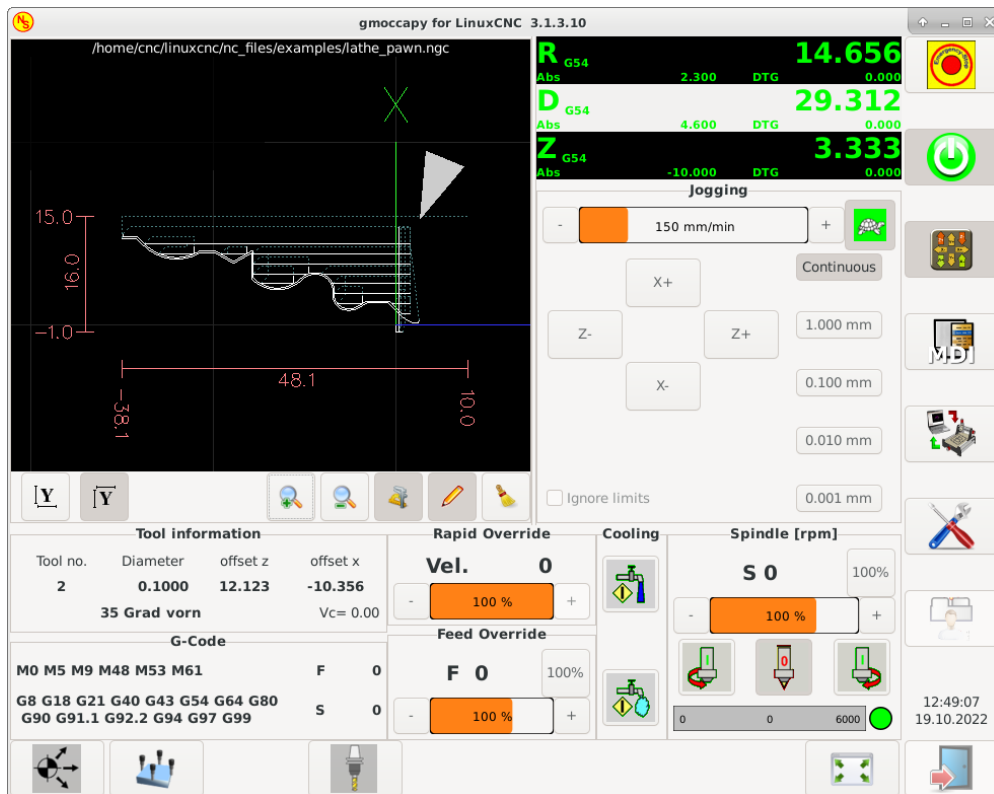 NS
gmoccapy for LinuxCNC 3.1.3.10
/home/cnc/linuxcnc/nc_files/examples/lathe_pawn.ngc
X
15.0
16.0
-1.0
48.1
-38.1
10.0
R G54 14.656
Abs 2.300 DTG 0.000
D G54 29.312
Abs 4.600 DTG 0.000
Z G54 3.333
Abs -10.000 DTG 0.000
Jogging
- 150 mm/min +
Continuous
X+
Z- Z+
X-
1.000 mm
0.100 mm
0.010 mm
Ignore limits 0.001 mm
Emergency-Stop
MDI
Y Y
Tool information
Tool no. Diameter offset z offset x
2 0.1000 12.123 -10.356
35 Grad vorn Vc= 0.00
G-Code
M0 M5 M9 M48 M53 M61
F 0
G8 G18 G21 G40 G43 G54 G64 G80
G90 G91.1 G92.2 G94 G97 G99
S 0
Rapid Override
Vel. 0
- 100 % +
Feed Override
F 0 100%
- 100 % +
Cooling
Spindle [rpm]
S 0 100%
- 100 % +
I 0 I
0 0 6000
12:49:07
19.10.2022